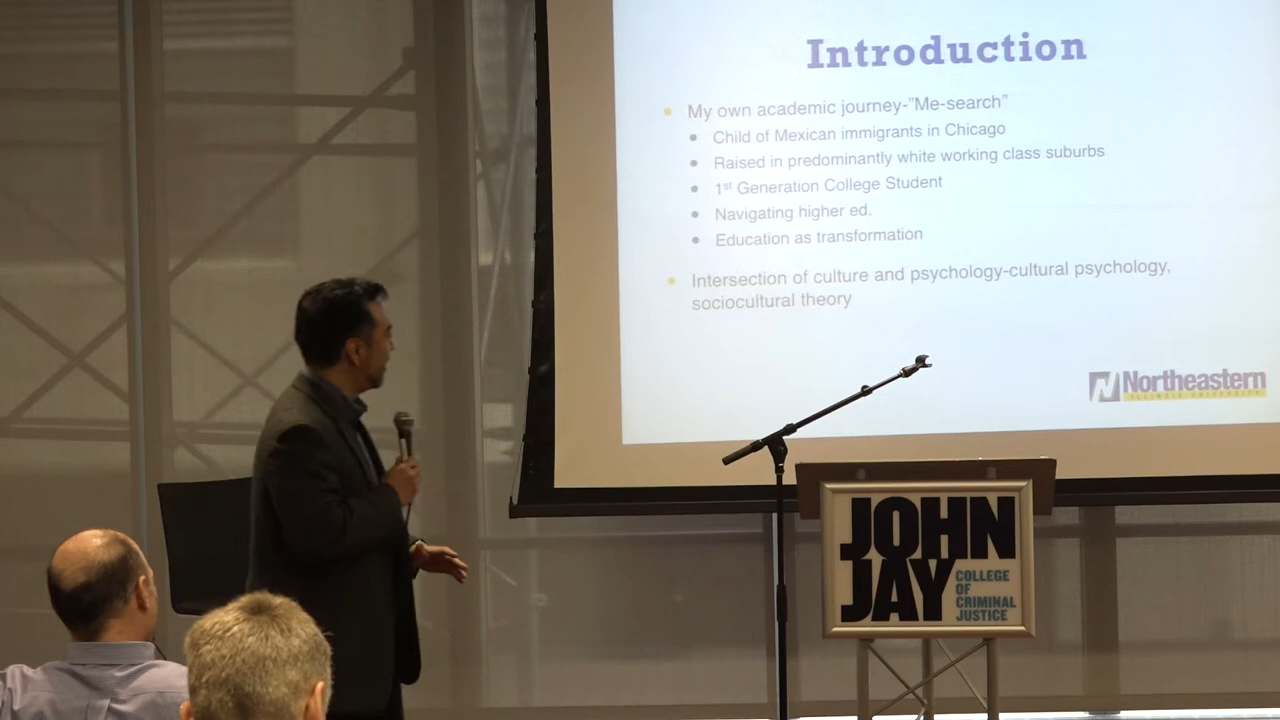 Introduction
My own academic journey-"Me-search"
Child of Mexican immigrants in Chicago
Raised in predominantly white working class suburbs
1st Generation College Student
Navigating higher ed.
Education as transformation
Intersection of culture and psychology-cultural psychology,
sociocultural theory
Northeastern
ILLINOIS UNIVERSITY
JOHN
JAY
COLLEGE
OF
CRIMINAL
JUSTICE